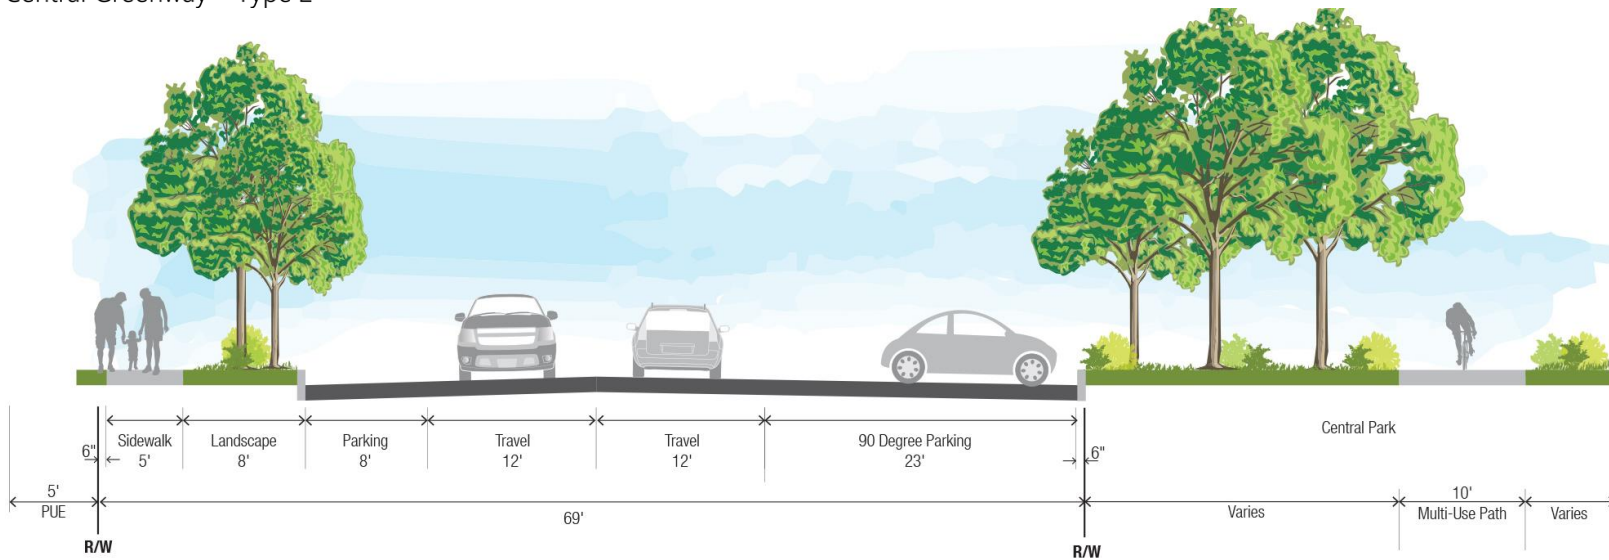 6"
Sidewalk
5'
Landscape
8'
Parking
8'
Travel
12'
Travel
12'
90 Degree Parking
23'
6"
Central Park
5'
PUE
69'
Varies
10'
Multi-Use Path
Varies
R/W
R/W